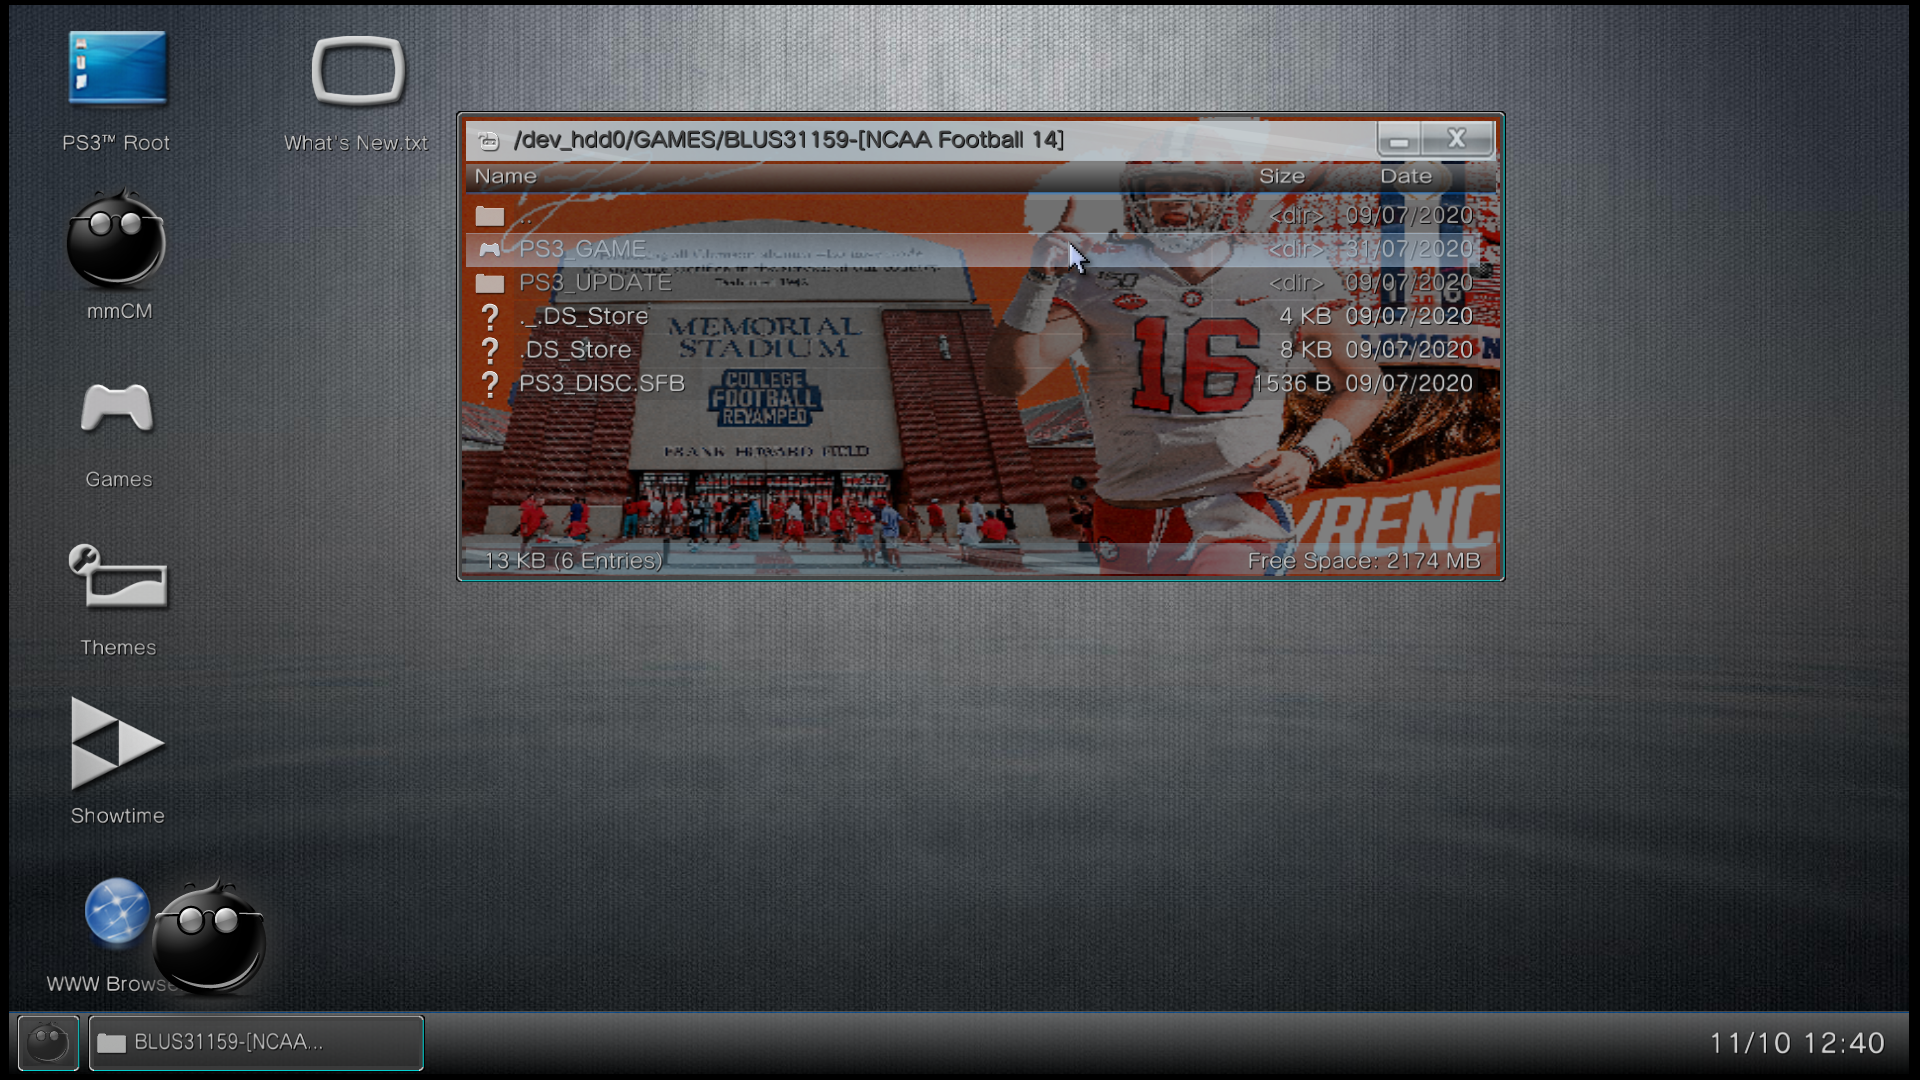 PS3™ Root
What's New.txt
mmCM
Games
Themes
Showtime
WWW Browse
/dev_hdd0/GAMES/BLUS31159-[NCAA Football 14]
Name Size Date
.. <dir> 09/07/2020
PS3_GAME <dir> 31/07/2020
PS3_UPDATE <dir> 09/07/2020
._.DS_Store 4 KB 09/07/2020
.DS_Store 8 KB 09/07/2020
PS3_DISC.SFB 1536 B 09/07/2020
MEMORIAL
STADIUM
COLLEGE
FOOTBALL
REVAMPED
FRANK HOWARD FIELD
16
13 KB (6 Entries)
Free Space: 2174 MB
BLUS31159-[NCAA...
11/10 12:40